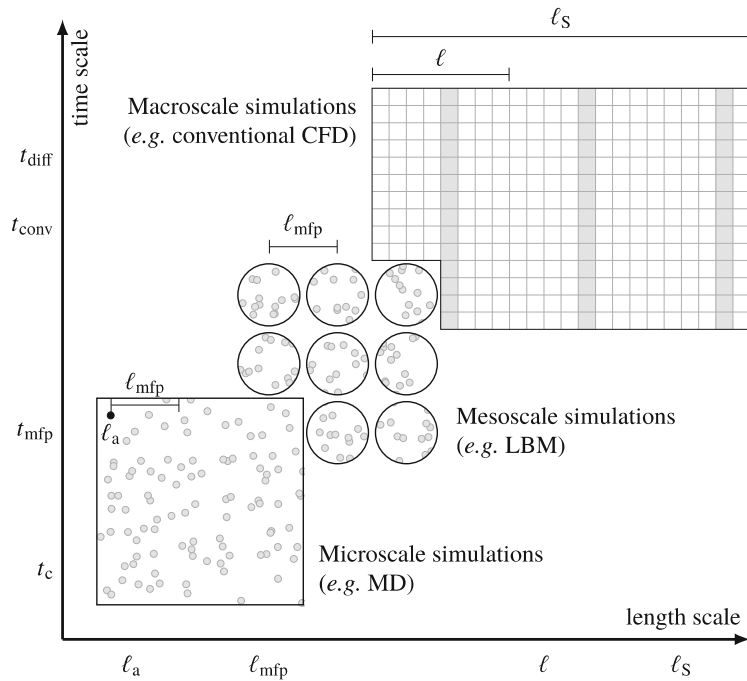 ℓS
ℓ
time scale
Macroscale simulations
(e.g. conventional CFD)
tdiff
tconv
ℓmfp
ℓmfp
ℓa
tmfp
Mesoscale simulations
(e.g. LBM)
Microscale simulations
(e.g. MD)
tc
length scale
ℓa ℓmfp ℓ ℓS